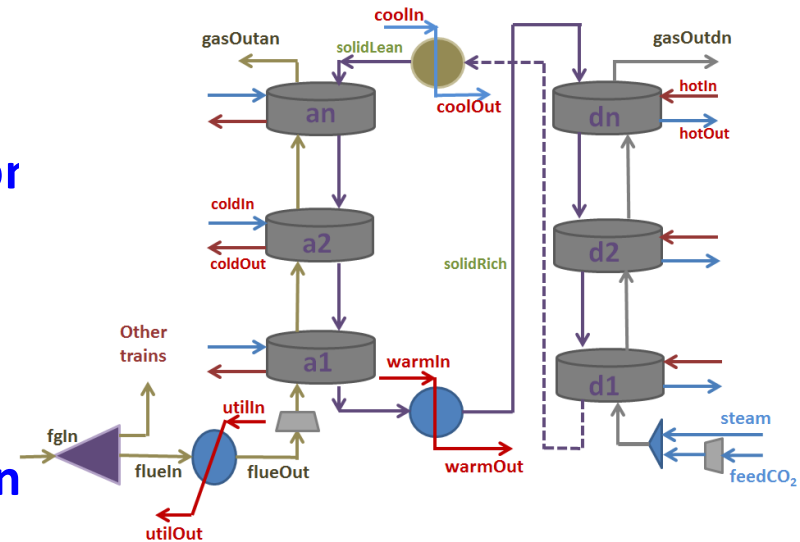 coolIn
gasOutan
solidLean
gasOutdn
hotIn
an
coolOut
dn
hotOut
or
coldIn
a2
d2
coldOut
solidRich
Other
trains
a1
warmIn
d1
utilIn
steam
fgIn
flueIn
flueOut
warmOut
feedCO₂
n
utilOut